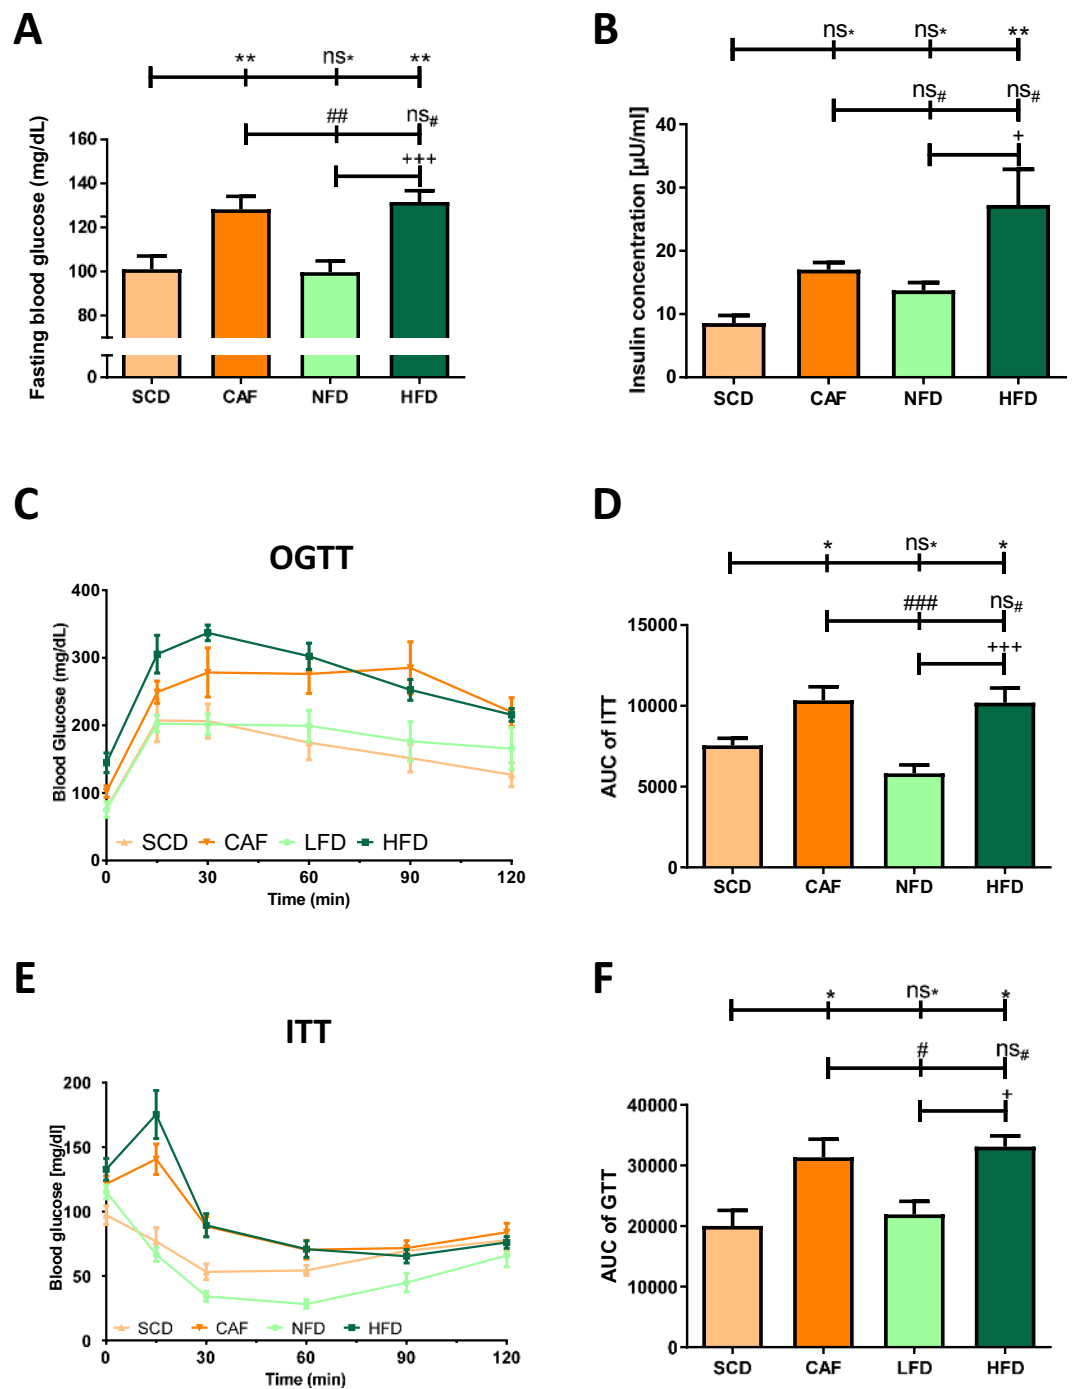 A
** ns* **
## ns#
+++
Fasting blood glucose (mg/dL)
160
140
120
100
80
0
SCD CAF NFD HFD
B
ns* ns* **
ns# ns#
+
Insulin concentration [µU/ml]
40
30
20
10
0
SCD CAF NFD HFD
C
OGTT
Blood Glucose (mg/dL)
400
300
200
100
0
SCD CAF LFD HFD
0 30 60 90 120
Time (min)
D
* ns* *
### ns#
+++
AUC of ITT
15000
10000
5000
0
SCD CAF NFD HFD
E
ITT
Blood glucose [mg/dl]
200
150
100
50
0
SCD CAF NFD HFD
0 30 60 90 120
Time (min)
F
* ns* *
# ns#
+
AUC of GTT
40000
30000
20000
10000
0
SCD CAF LFD HFD